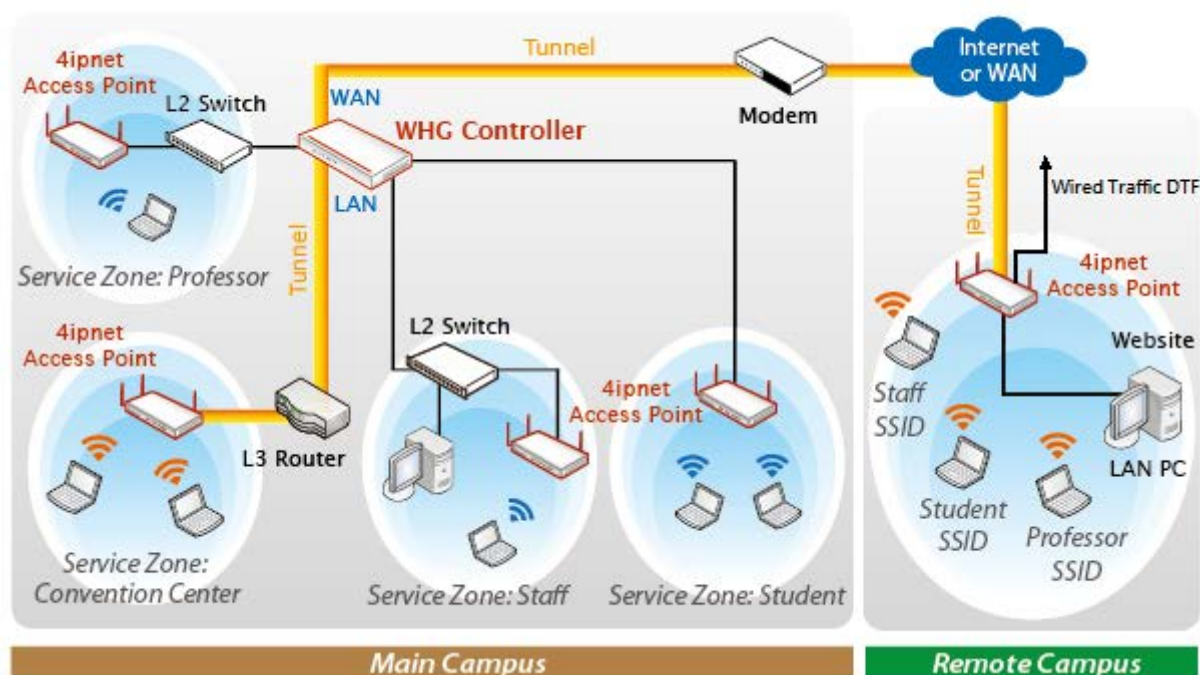 4ipnet
Access Point
L2 Switch
Service Zone: Professor
WAN
WHG Controller
LAN
Tunnel
Tunnel
Modem
Internet
or WAN
4ipnet
Access Point
L3 Router
Service Zone:
Convention Center
L2 Switch
Service Zone: Staff
4ipnet
Access Point
Service Zone: Student
Tunnel
Wired Traffic DTF
4ipnet
Access Point
Website
LAN PC
Staff
SSID
Student
SSID
Professor
SSID
Main Campus
Remote Campus